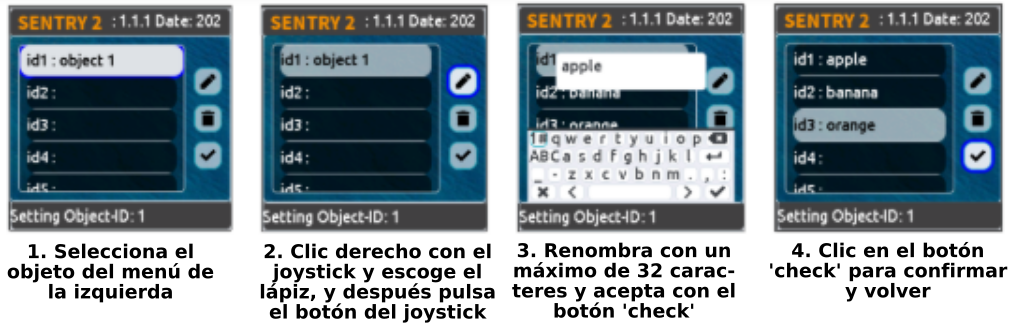 SENTRY 2 : 1.1.1 Date: 202
id1 : object 1
id2 :
id3 :
id4 :
id5 :
Setting Object-ID: 1
1. Selecciona el
objeto del menú de
la izquierda
SENTRY 2 : 1.1.1 Date: 202
id1 : object 1
id2 :
id3 :
id4 :
id5 :
Setting Object-ID: 1
2. Clic derecho con el
joystick y escoge el
lápiz, y después pulsa
el botón del joystick
SENTRY 2 : 1.1.1 Date: 202
id1
apple
id2 : banana
id3 : orange
1# q w e r t y u i o p
ABC a s d f g h j k l
_ - z x c v b n m . , :
Setting Object-ID: 1
3. Renombra con un
máximo de 32 carac-
teres y acepta con el
botón 'check'
SENTRY 2 : 1.1.1 Date: 202
id1 : apple
id2 : banana
id3 : orange
id4 :
id5 :
Setting Object-ID: 1
4. Clic en el botón
'check' para confirmar
y volver